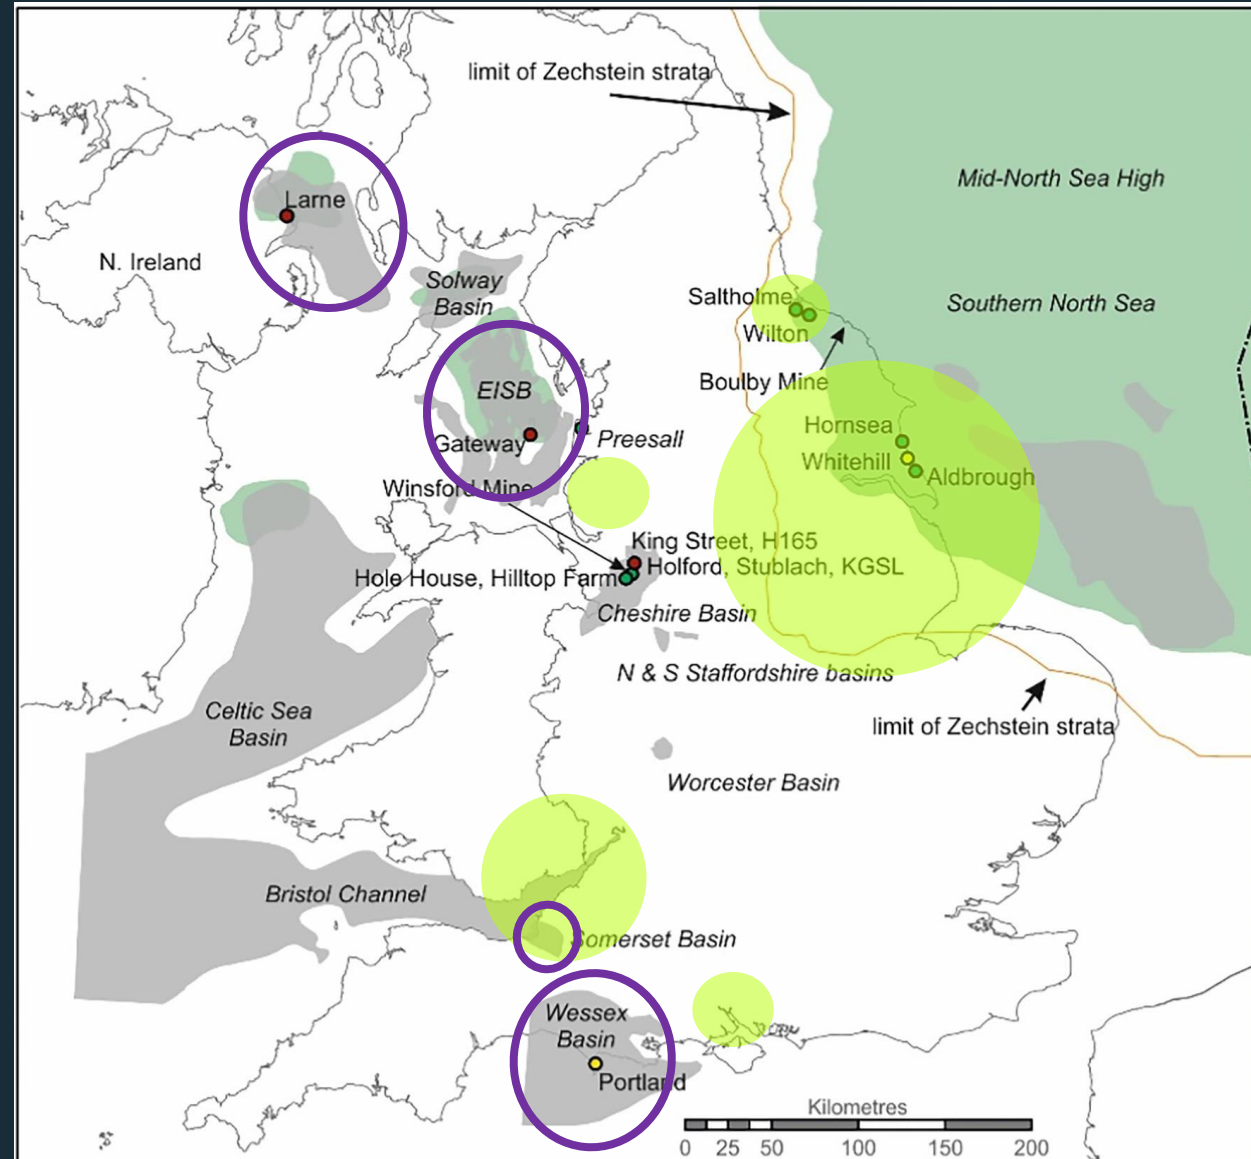 limit of Zechstein strata
Mid-North Sea High
Larne
N. Ireland
Solway
Basin
Saltholme
Southern North Sea
Wilton
Boulby Mine
EISB
Gateway
Preesall
Hornsea
Whitehill
Aldbrough
Winsford Mine
King Street, H165
Holford, Stublach, KGSL
Hole House, Hilltop Farm
Cheshire Basin
N & S Staffordshire basins
Celtic Sea
Basin
limit of Zechstein strata
Worcester Basin
Bristol Channel
Somerset Basin
Wessex
Basin
Portland
Kilometres
0 25 50 100 150 200